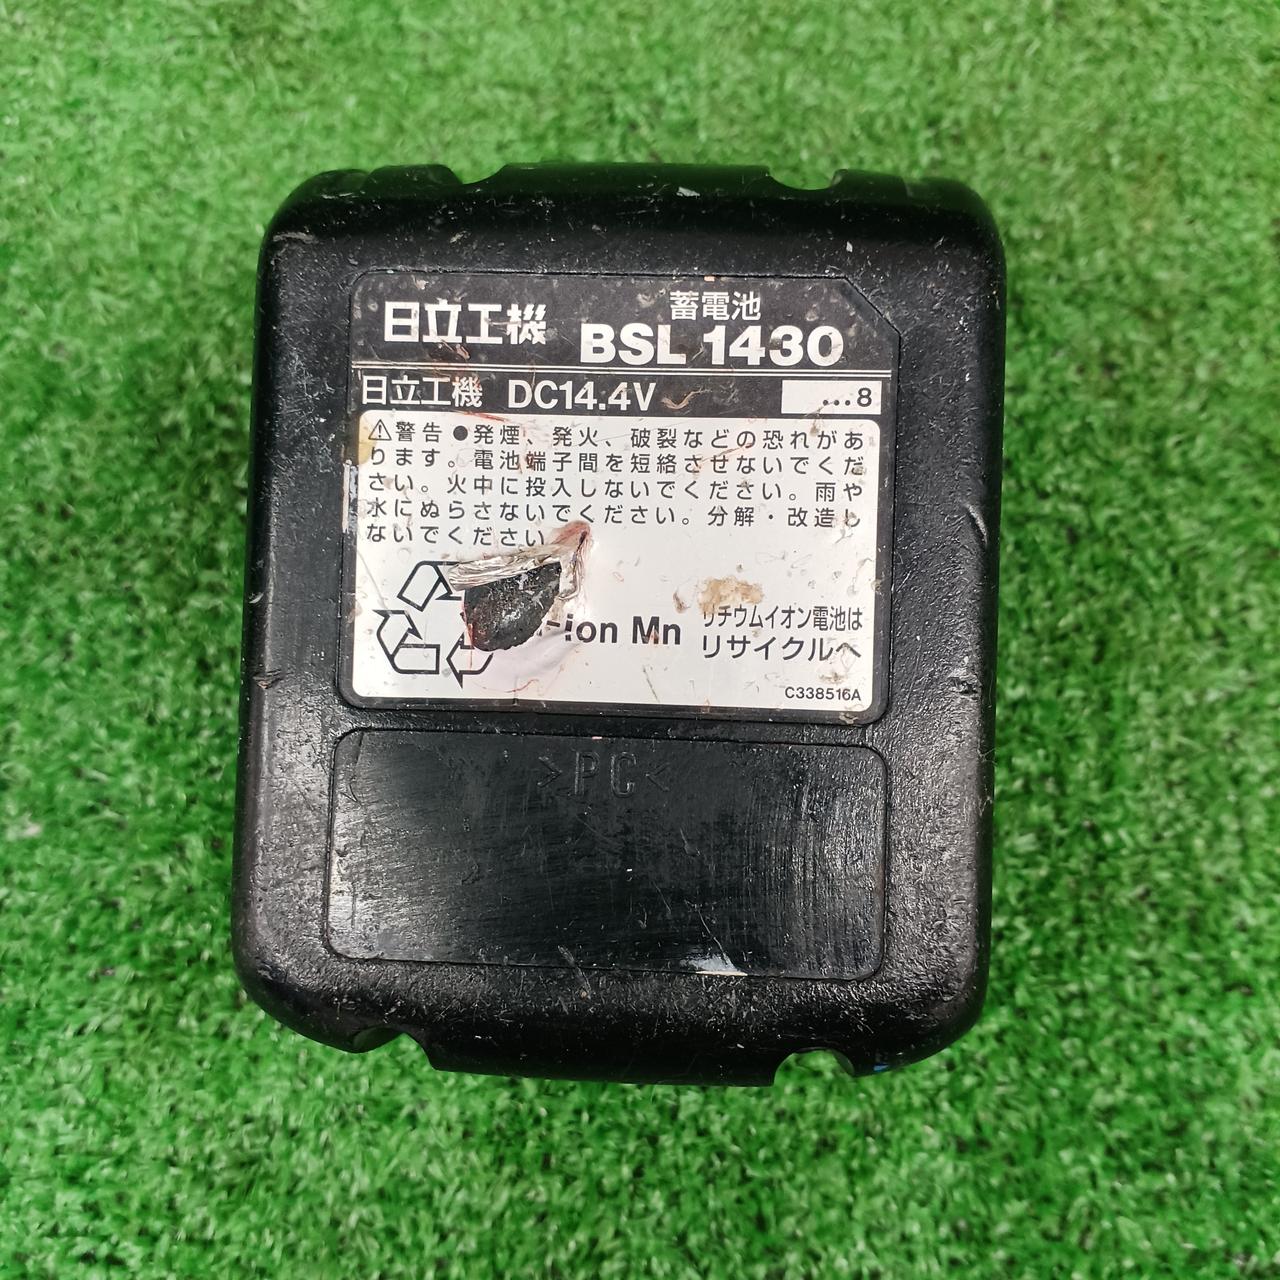 日立工機
蓄電池
BSL 1430
日立工機 DC14.4V
...8
⚠警告 ●発煙、発火、破裂などの恐れがあ
ります。電池端子間を短絡させないでくだ
さい。火中に投入しないでください。雨や
水にぬらさないでください。分解・改造し
ないでください
-ion Mn
リチウムイオン電池は
リサイクルへ
C338516A
>PC<